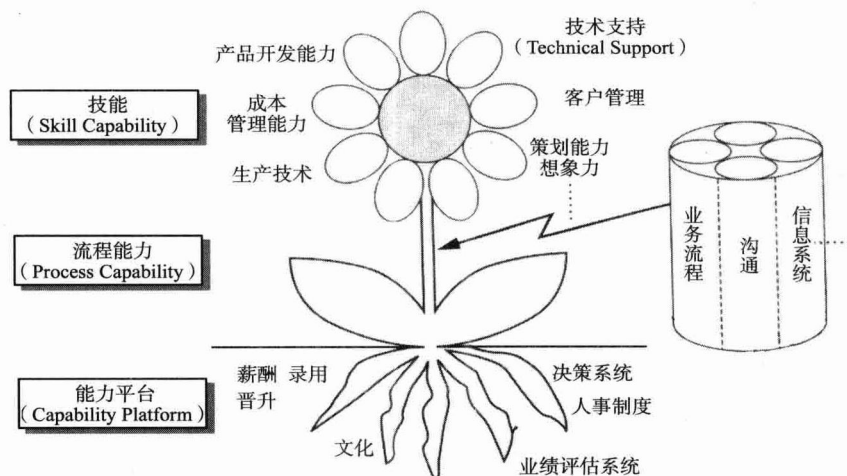 技术支持
（Technical Support）
产品开发能力
技能
（Skill Capability）
成本
管理能力
客户管理
生产技术
策划能力
想象力
流程能力
（Process Capability）
业务流程
沟通
信息系统
能力平台
（Capability Platform）
薪酬 录用
晋升
决策系统
人事制度
文化
业绩评估系统